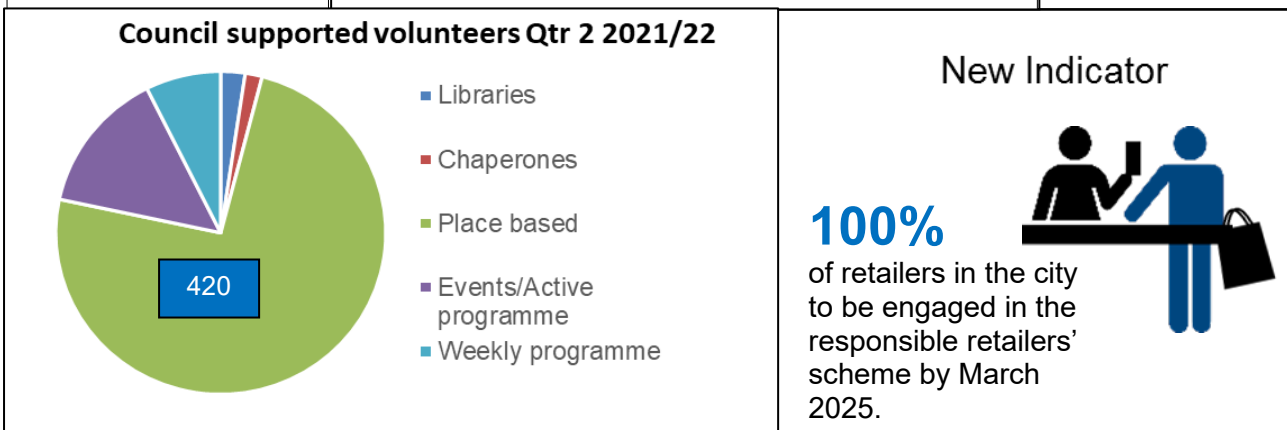 Council supported volunteers Qtr 2 2021/22
Libraries
Chaperones
Place based
Events/Active
programme
Weekly programme
420
New Indicator
100%
of retailers in the city
to be engaged in the
responsible retailers’
scheme by March
2025.